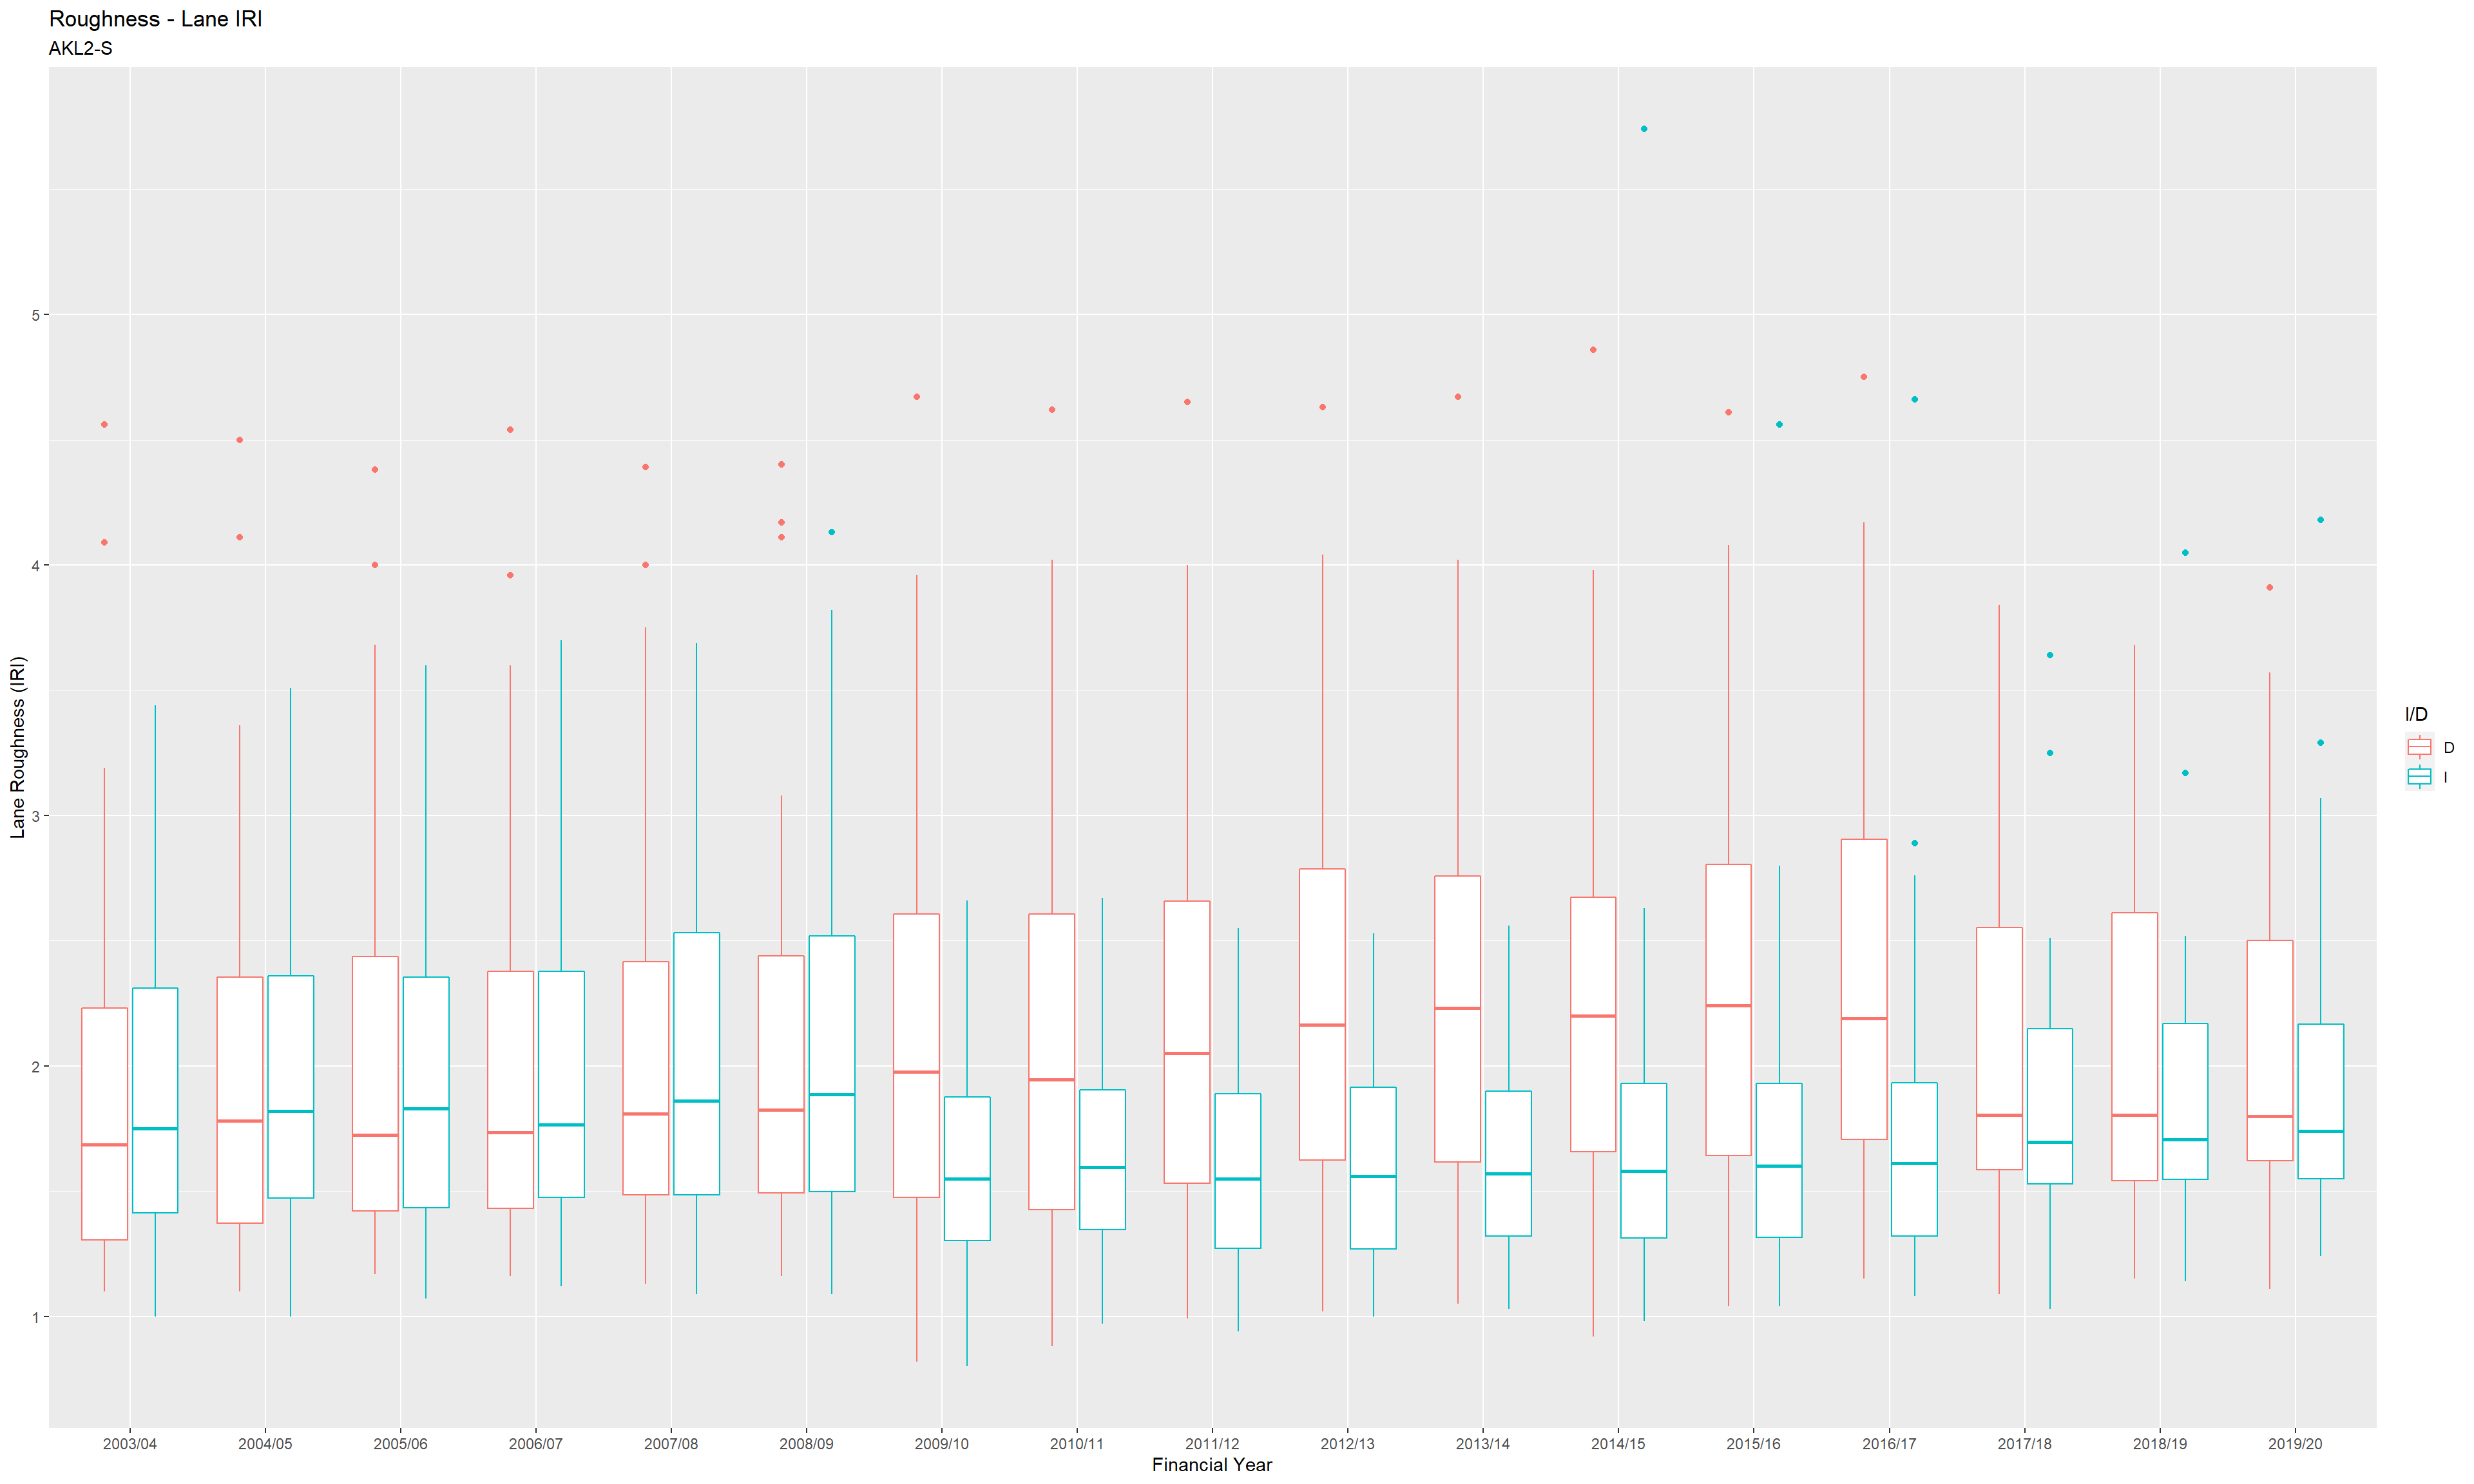 Roughness - Lane IRI
AKL2-S
Lane Roughness (IRI)
5
4
3
2
1
2003/04 2004/05 2005/06 2006/07 2007/08 2008/09 2009/10 2010/11 2011/12 2012/13 2013/14 2014/15 2015/16 2016/17 2017/18 2018/19 2019/20
Financial Year
I/D
D
I